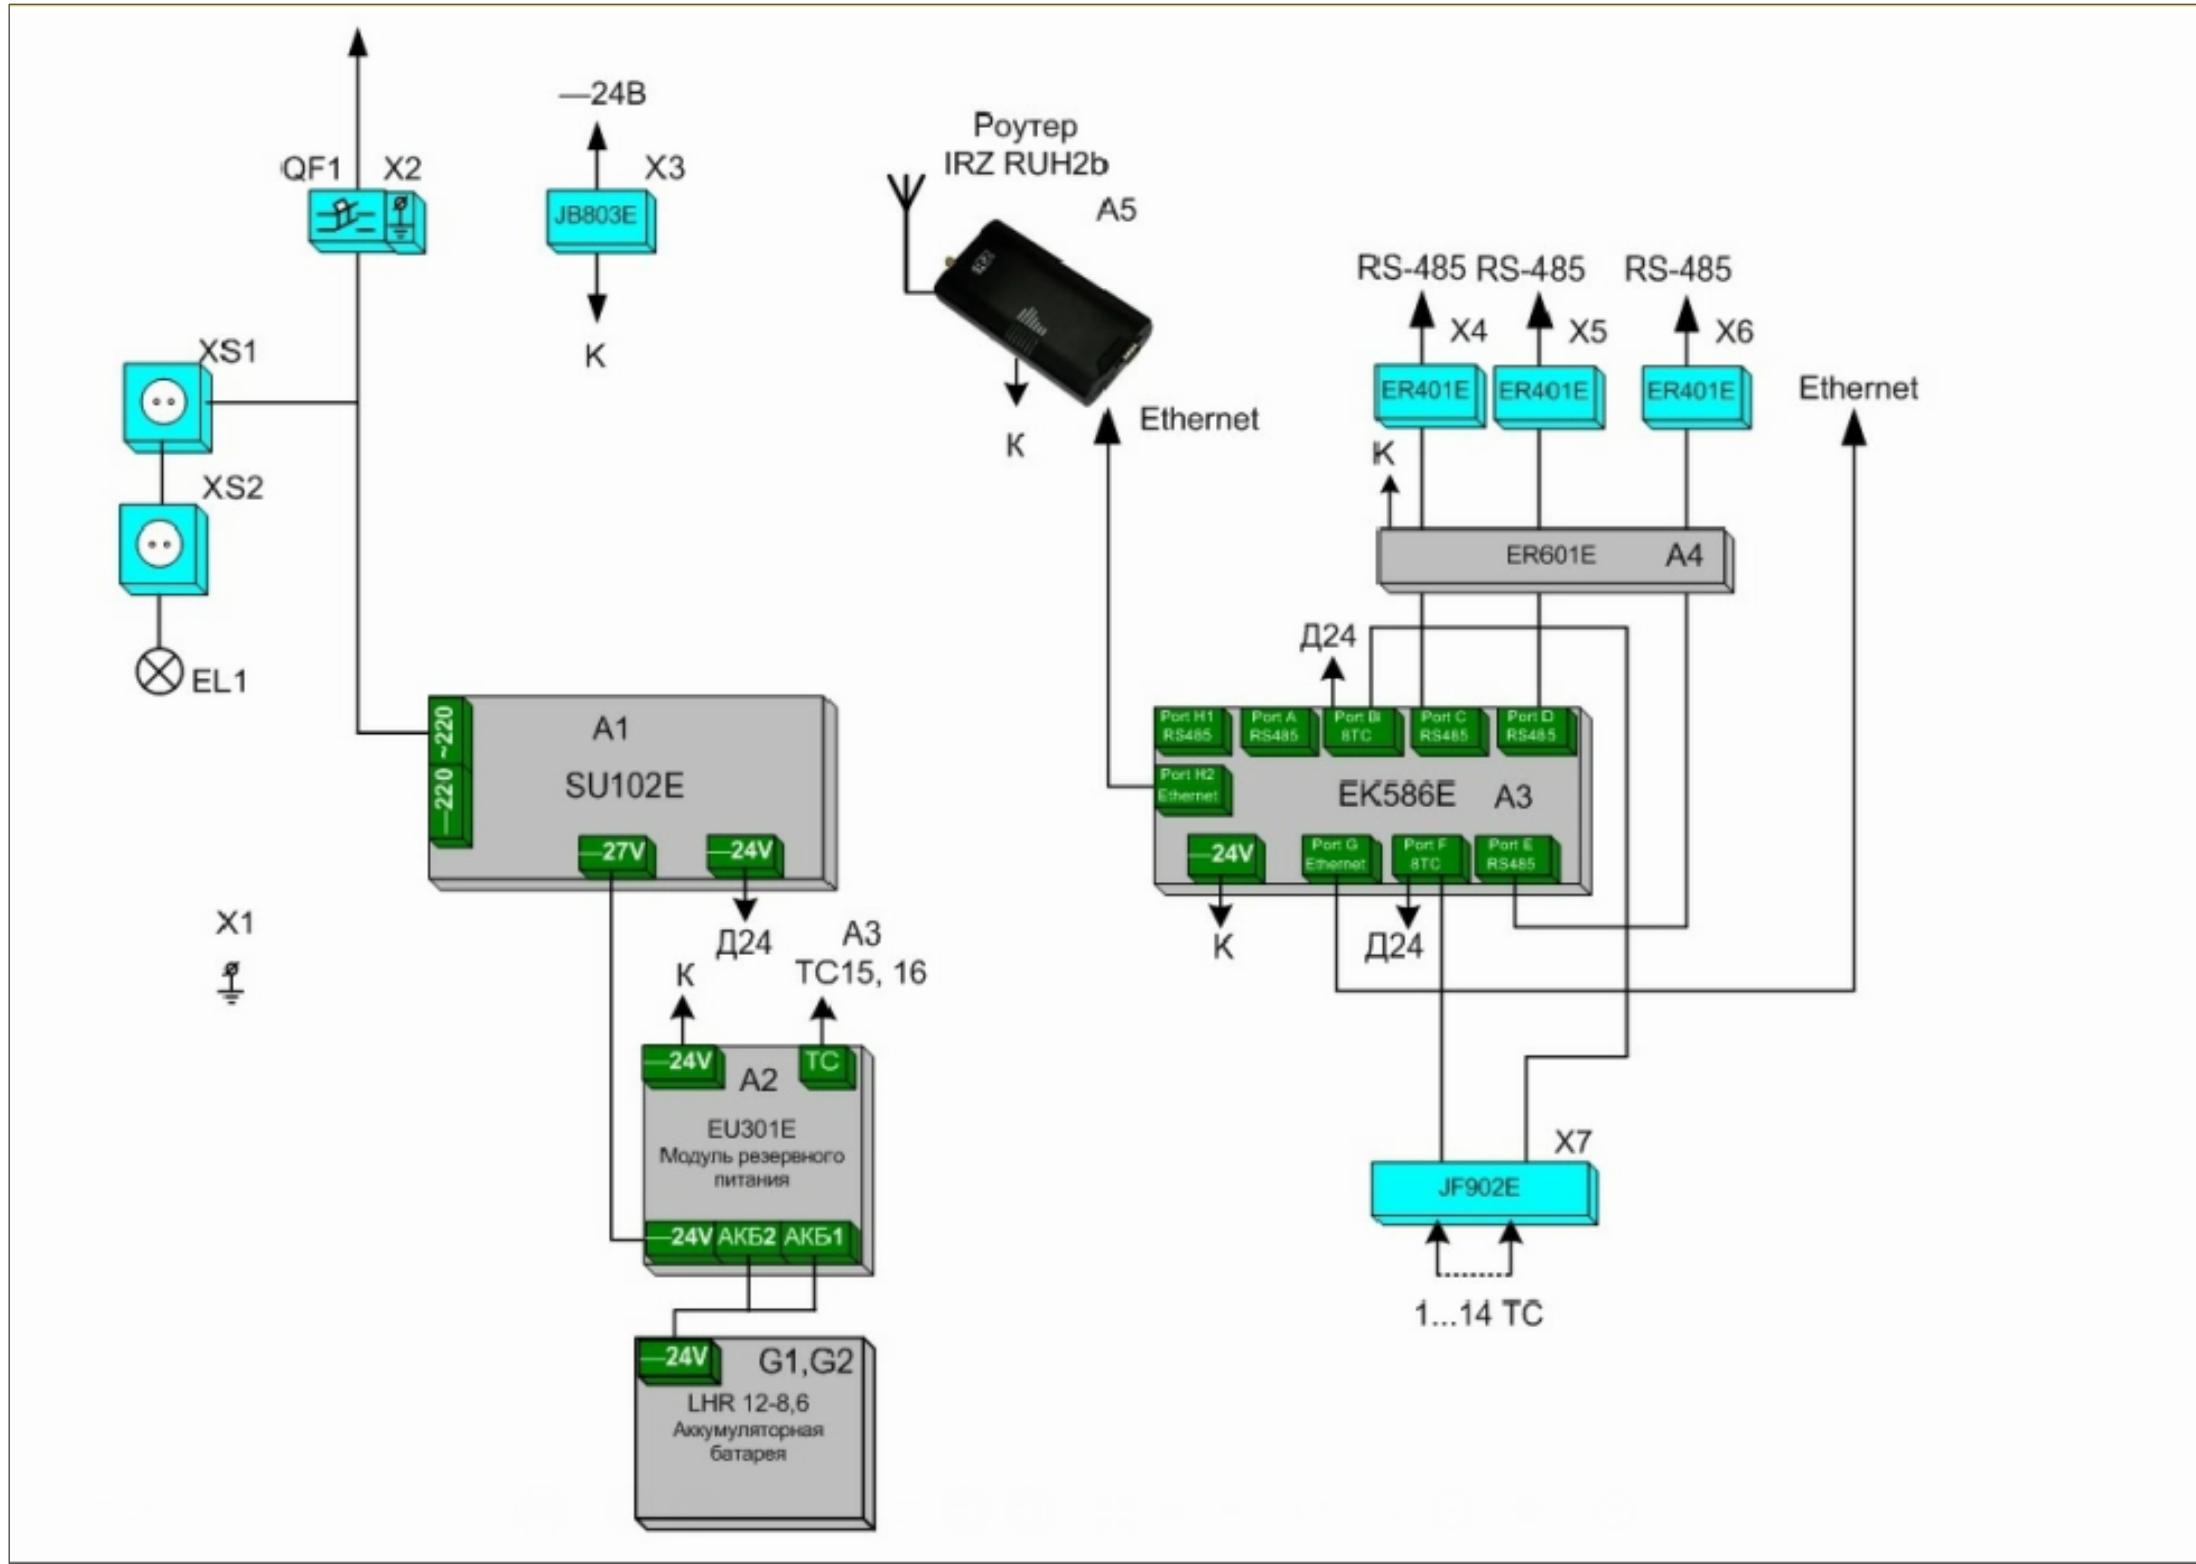 —24В
QF1 X2
X3
JB803E
К
XS1
XS2
EL1
Роутер
IRZ RUH2b
A5
К
Ethernet
RS-485 RS-485 RS-485
X4 X5 X6
ER401E ER401E ER401E
Ethernet
К
ER601E A4
Д24
~220
—220
A1
SU102E
—27V
—24V
Д24
Port H1
RS485
Port A
RS485
Port B
8TC
Port C
RS485
Port D
RS485
Port H2
Ethernet
EK586E A3
—24V
Port G
Ethernet
Port F
8TC
Port E
RS485
К
Д24
X1
К
A3
TC15, 16
—24V
TC
A2
EU301E
Модуль резервного
питания
—24V АКБ2 АКБ1
—24V
G1,G2
LHR 12-8,6
Аккумуляторная
батарея
X7
JF902E
1...14 TC